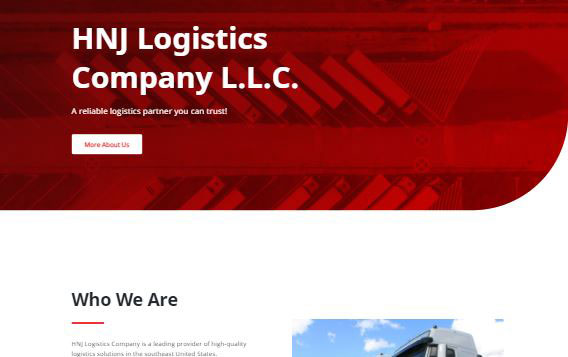 HNJ Logistics
Company L.L.C.
A reliable logistics partner you can trust!
More About Us
Who We Are
HNJ Logistics Company is a leading provider of high-quality
logistics solutions in the southeast United States.